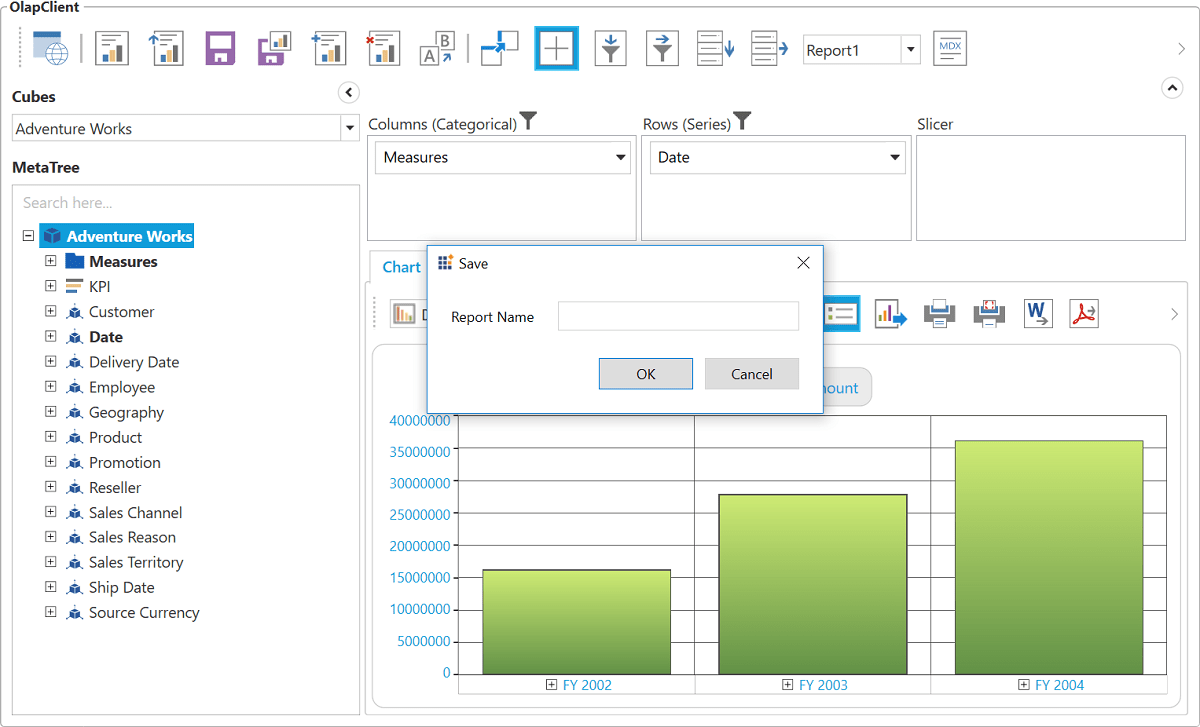 OlapClient
A B
Report1
MDX
Cubes
Adventure Works
MetaTree
Search here...
Adventure Works
Measures
KPI
Customer
Date
Delivery Date
Employee
Geography
Product
Promotion
Reseller
Sales Channel
Sales Reason
Sales Territory
Ship Date
Source Currency
Columns (Categorical)
Rows (Series)
Slicer
Measures
Date
Chart
Save
Report Name
OK
Cancel
W
40000000
35000000
30000000
25000000
20000000
15000000
10000000
5000000
0
FY 2002
FY 2003
FY 2004